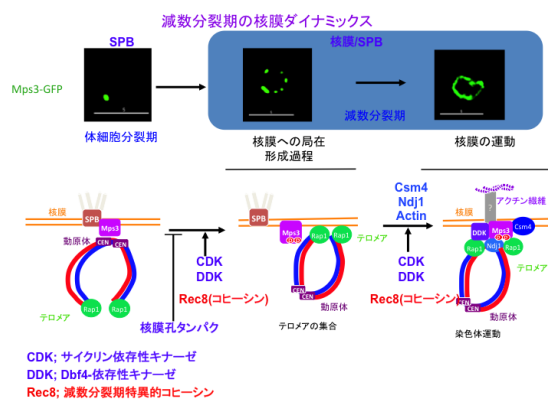 減数分裂期の核膜ダイナミックス
SPB
核膜/SPB
Mps3-GFP
体細胞分裂期
減数分裂期
核膜への局在
形成過程
核膜の運動
Csm4
Ndj1
Actin
アクチン繊維
?
核膜
SPB
Mps3
動原体
CEN
CEN
Rap1
Rap1
テロメア
CDK
DDK
Rec8(コヒーシン)
核膜孔タンパク
SPB
Mps3
Rap1
Rap1
テロメア
CEN
CEN
動原体
テロメアの集合
CDK
DDK
Rec8(コヒーシン)
核膜
DDK
Mps3
Csm4
Rap1
Ndj1
Rap1
テロメア
CEN
CEN
動原体
染色体運動
CDK; サイクリン依存性キナーゼ
DDK; Dbf4-依存性キナーゼ
Rec8; 減数分裂期特異的コヒーシン